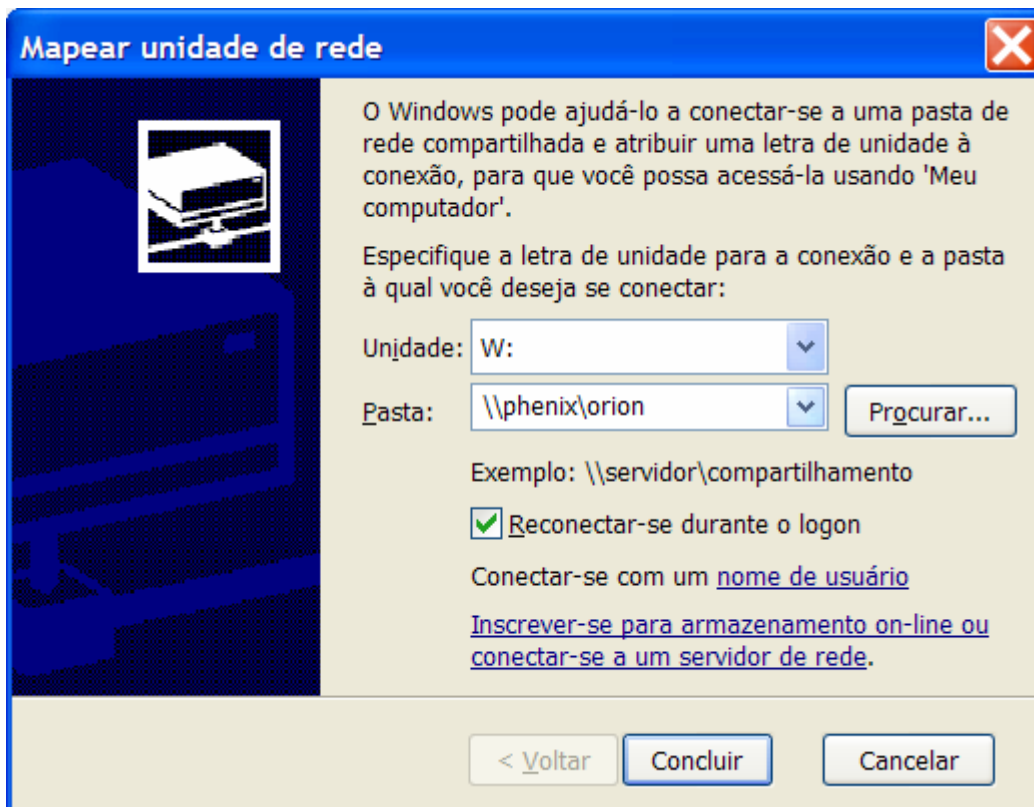 Mapear unidade de rede
O Windows pode ajudá-lo a conectar-se a uma pasta de
rede compartilhada e atribuir uma letra de unidade à
conexão, para que você possa acessá-la usando 'Meu
computador'.
Especifique a letra de unidade para a conexão e a pasta
à qual você deseja se conectar:
Unidade: W:
Pasta: \\phenix\orion Procurar...
Exemplo: \\servidor\compartilhamento
Reconectar-se durante o logon
Conectar-se com um nome de usuário
Inscrever-se para armazenamento on-line ou
conectar-se a um servidor de rede.
< Voltar Concluir Cancelar